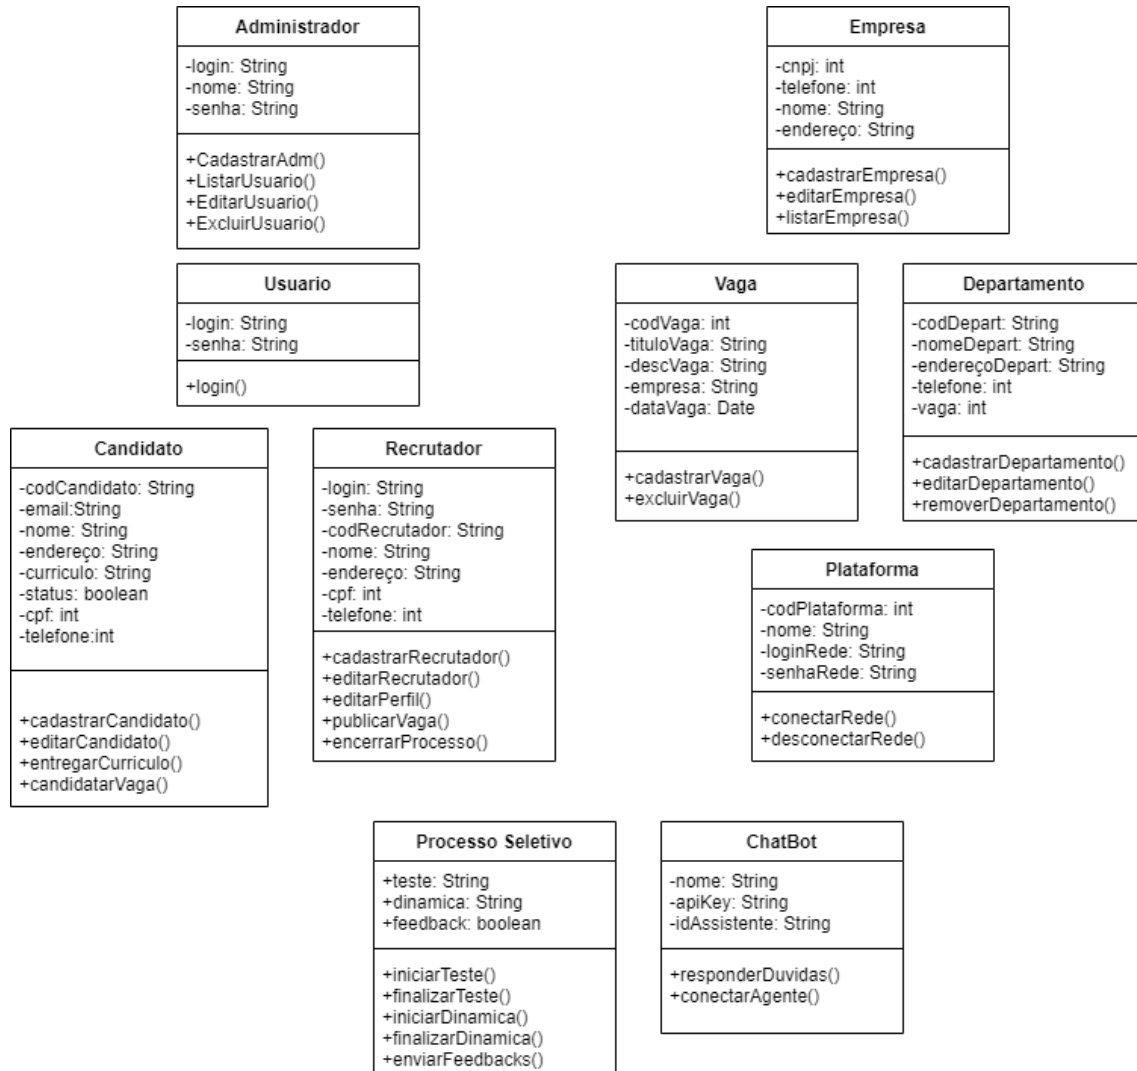 Administrador
-login: String
-nome: String
-senha: String
+CadastrarAdm()
+ListarUsuario()
+EditarUsuario()
+ExcluirUsuario()
Empresa
-cnpj: int
-telefone: int
-nome: String
-endereço: String
+cadastrarEmpresa()
+editarEmpresa()
+listarEmpresa()
Usuario
-login: String
-senha: String
+login()
Vaga
-codVaga: int
-tituloVaga: String
-descVaga: String
-empresa: String
-dataVaga: Date
+cadastrarVaga()
+excluirVaga()
Departamento
-codDepart: String
-nomeDepart: String
-endereçoDepart: String
-telefone: int
-vaga: int
+cadastrarDepartamento()
+editarDepartamento()
+removerDepartamento()
Candidato
-codCandidato: String
-email:String
-nome: String
-endereço: String
-curriculo: String
-status: boolean
-cpf: int
-telefone:int
+cadastrarCandidato()
+editarCandidato()
+entregarCurriculo()
+candidatarVaga()
Recrutador
-login: String
-senha: String
-codRecrutador: String
-nome: String
-endereço: String
-cpf: int
-telefone: int
+cadastrarRecrutador()
+editarRecrutador()
+editarPerfil()
+publicarVaga()
+encerrarProcesso()
Plataforma
-codPlataforma: int
-nome: String
-loginRede: String
-senhaRede: String
+conectarRede()
+desconectarRede()
Processo Seletivo
+teste: String
+dinamica: String
+feedback: boolean
+iniciarTeste()
+finalizarTeste()
+iniciarDinamica()
+finalizarDinamica()
+enviarFeedbacks()
ChatBot
-nome: String
-apiKey: String
-idAssistente: String
+responderDuvidas()
+conectarAgente()